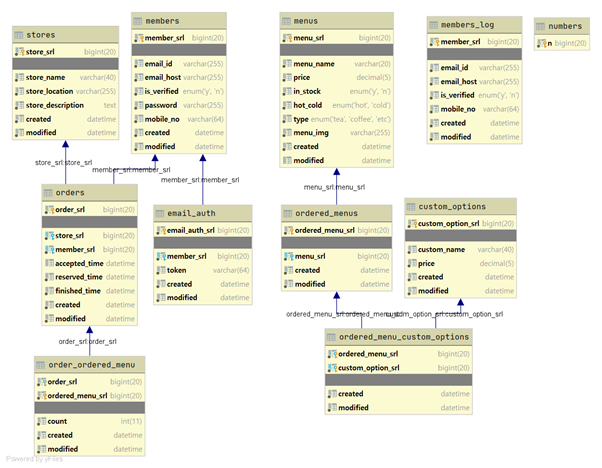 stores
store_srl bigint(20)
store_name varchar(40)
store_location varchar(255)
store_description text
created datetime
modified datetime
members
member_srl bigint(20)
email_id varchar(255)
email_host varchar(255)
is_verified enum('y', 'n')
password varchar(255)
mobile_no varchar(64)
created datetime
modified datetime
menus
menu_srl bigint(20)
menu_name varchar(20)
price decimal(5)
in_stock enum('y', 'n')
hot_cold enum('hot', 'cold')
type enum('tea', 'coffee', etc)
menu_img varchar(255)
created datetime
modified datetime
members_log
member_srl bigint(20)
email_id varchar(255)
email_host varchar(255)
is_verified enum('y', 'n')
mobile_no varchar(64)
created datetime
modified datetime
numbers
n bigint(20)
store_srl:store_srl
member_srl:member_srl
member_srl:member_srl
menu_srl:menu_srl
orders
order_srl bigint(20)
store_srl bigint(20)
member_srl bigint(20)
accepted_time datetime
reserved_time datetime
finished_time datetime
created datetime
modified datetime
email_auth
email_auth_srl bigint(20)
member_srl bigint(20)
token varchar(64)
created datetime
modified datetime
ordered_menus
ordered_menu_srl bigint(20)
menu_srl bigint(20)
created datetime
modified datetime
custom_options
custom_option_srl bigint(20)
custom_name varchar(40)
price decimal(5)
created datetime
modified datetime
order_srl:order_srl
order_ordered_menu
order_srl bigint(20)
ordered_menu_srl bigint(20)
count int(11)
created datetime
modified datetime
ordered_menu_custom_options
ordered_menu_srl bigint(20)
custom_option_srl bigint(20)
created datetime
modified datetime
Powered by yFiles